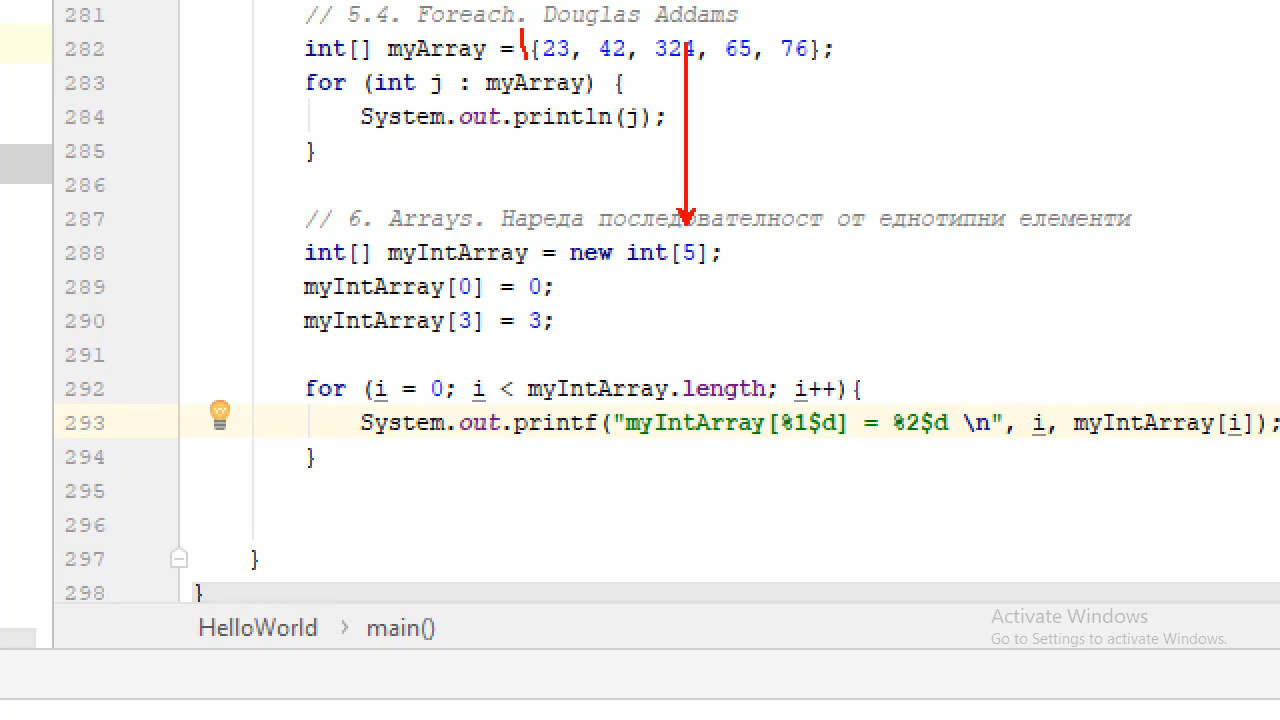 281 // 5.4. Foreach. Douglas Addams
282 int[] myArray = {23, 42, 324, 65, 76};
283 for (int j : myArray) {
284 System.out.println(j);
285 }
286
287 // 6. Arrays. Нареда последователност от еднотипни елементи
288 int[] myIntArray = new int[5];
289 myIntArray[0] = 0;
290 myIntArray[3] = 3;
291
292 for (i = 0; i < myIntArray.length; i++){
293 System.out.printf("myIntArray[%1$d] = %2$d \n", i, myIntArray[i]);
294 }
295
296
297 }
298 }
HelloWorld › main()
Activate Windows
Go to Settings to activate Windows.